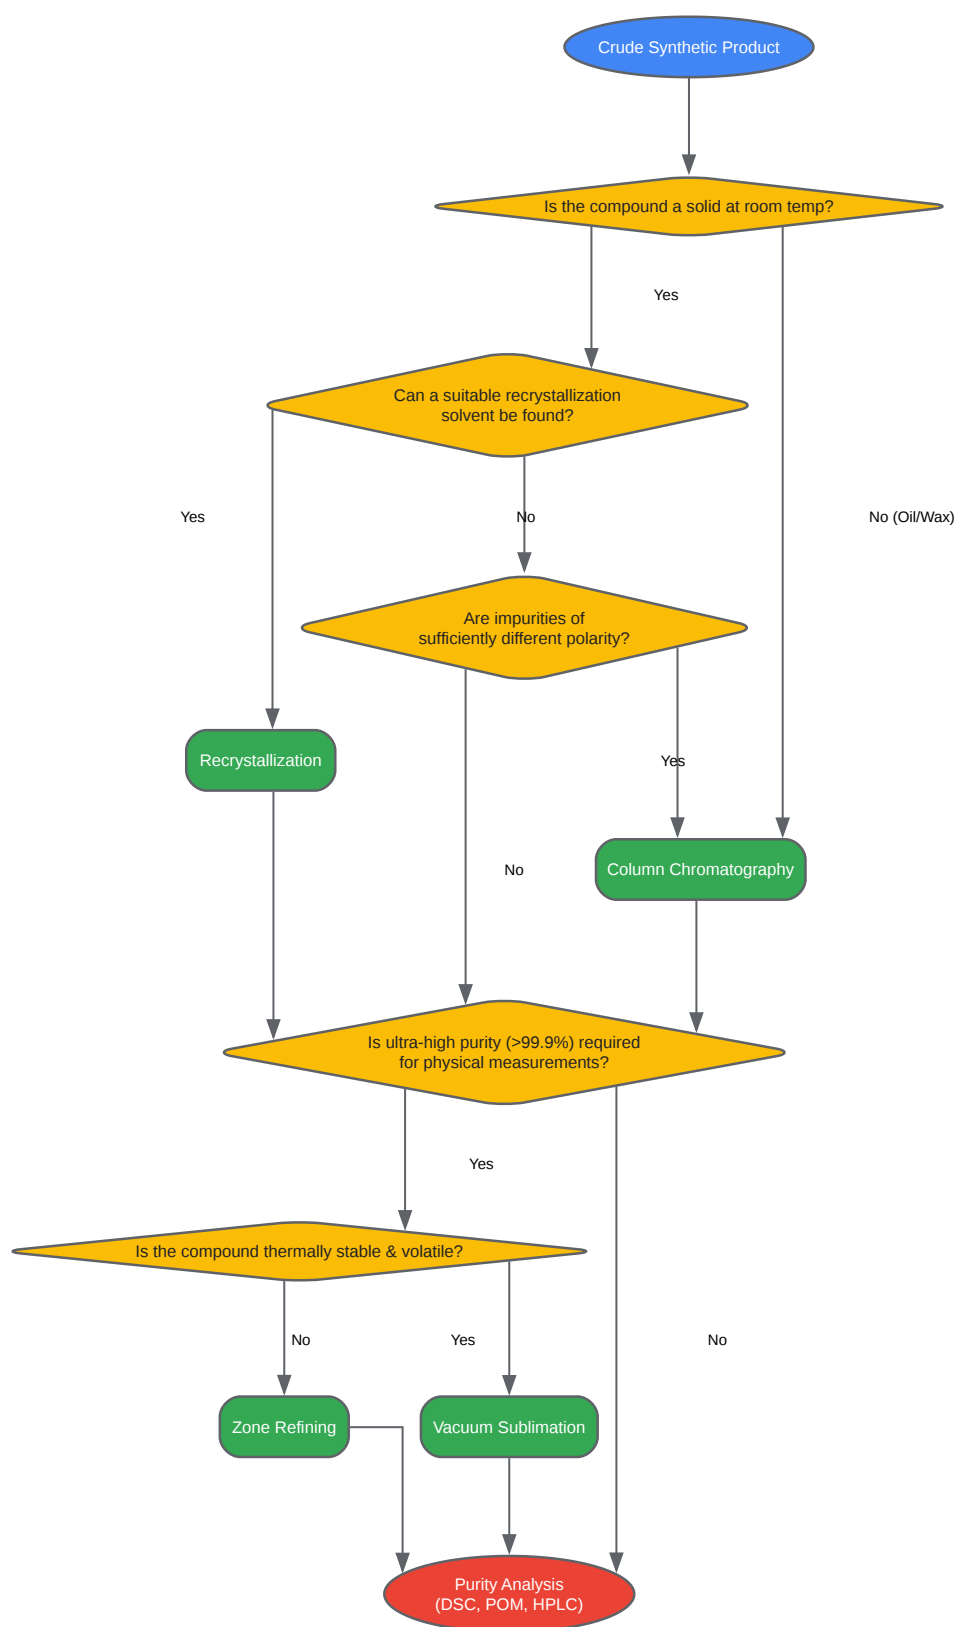 Crude Synthetic Product
Is the compound a solid at room temp?
Yes
Can a suitable recrystallization
solvent be found?
Yes
No
No (Oil/Wax)
Are impurities of
sufficiently different polarity?
Recrystallization
Yes
No
Column Chromatography
Is ultra-high purity (>99.9%) required
for physical measurements?
Yes
Is the compound thermally stable & volatile?
No
Yes
No
Zone Refining
Vacuum Sublimation
Purity Analysis
(DSC, POM, HPLC)